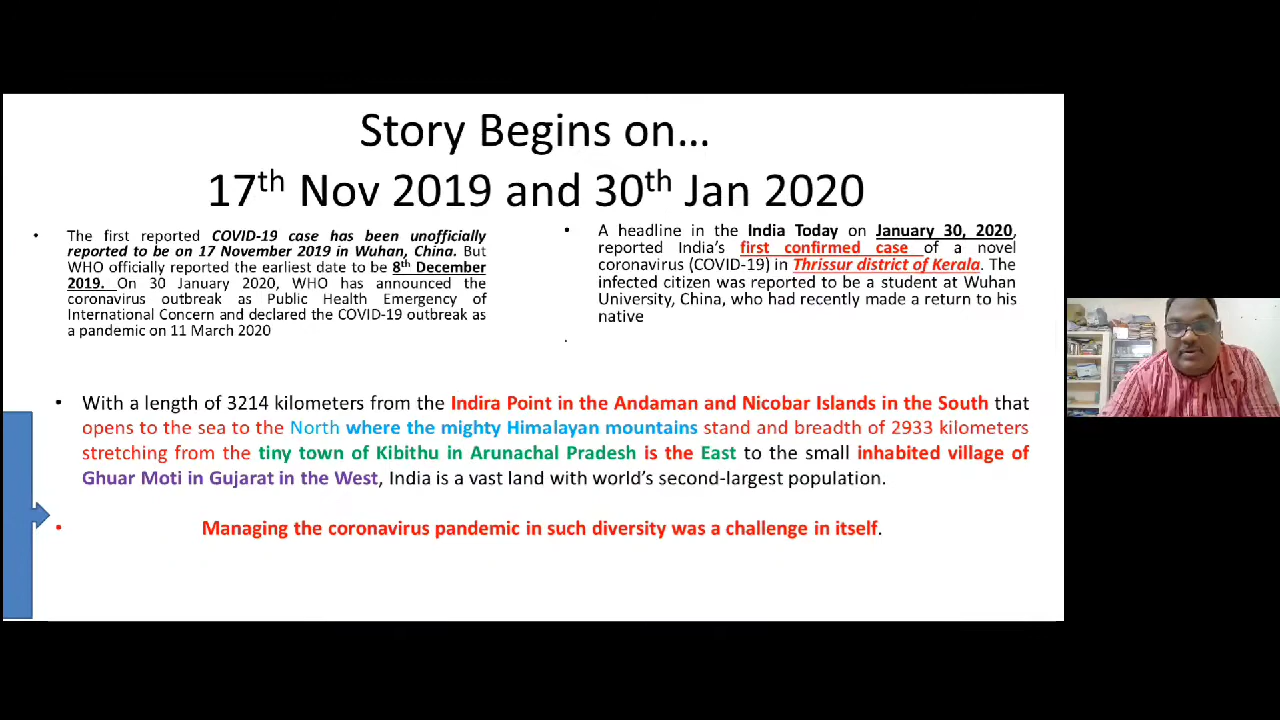 Story Begins on...
17th Nov 2019 and 30th Jan 2020
• The first reported COVID-19 case has been unofficially
reported to be on 17 November 2019 in Wuhan, China. But
WHO officially reported the earliest date to be 8th December
2019. On 30 January 2020, WHO has announced the
coronavirus outbreak as Public Health Emergency of
International Concern and declared the COVID-19 outbreak as
a pandemic on 11 March 2020
• A headline in the India Today on January 30, 2020,
reported India's first confirmed case of a novel
coronavirus (COVID-19) in Thrissur district of Kerala. The
infected citizen was reported to be a student at Wuhan
University, China, who had recently made a return to his
native
.
• With a length of 3214 kilometers from the Indira Point in the Andaman and Nicobar Islands in the South that
opens to the sea to the North where the mighty Himalayan mountains stand and breadth of 2933 kilometers
stretching from the tiny town of Kibithu in Arunachal Pradesh is the East to the small inhabited village of
Ghuar Moti in Gujarat in the West, India is a vast land with world's second-largest population.
• Managing the coronavirus pandemic in such diversity was a challenge in itself.